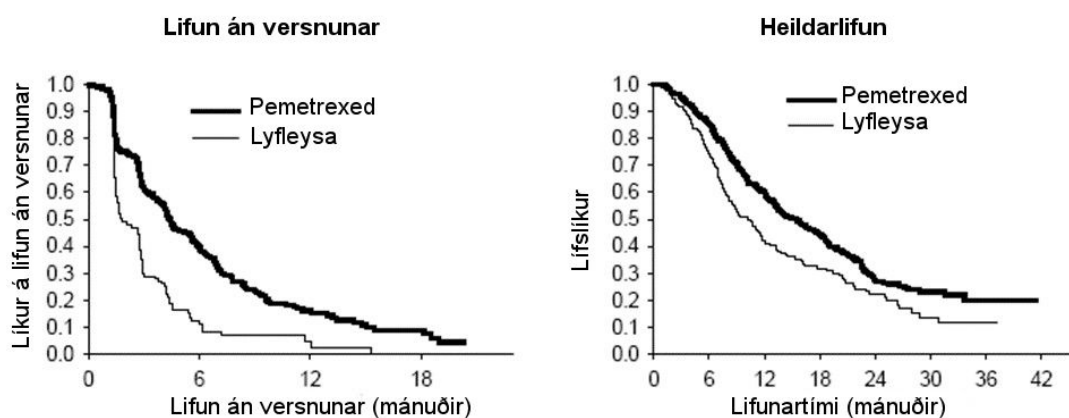 Lifun án versnunar
Líkur á lifun án versnunar
1.0
0.9
0.8
0.7
0.6
0.5
0.4
0.3
0.2
0.1
0.0
Pemetrexed
Lyfleysa
0 6 12 18
Lifun án versnunar (mánuðir)
Heildarlifun
Lífslíkur
1.0
0.9
0.8
0.7
0.6
0.5
0.4
0.3
0.2
0.1
0.0
Pemetrexed
Lyfleysa
0 6 12 18 24 30 36 42
Lifunartími (mánuðir)